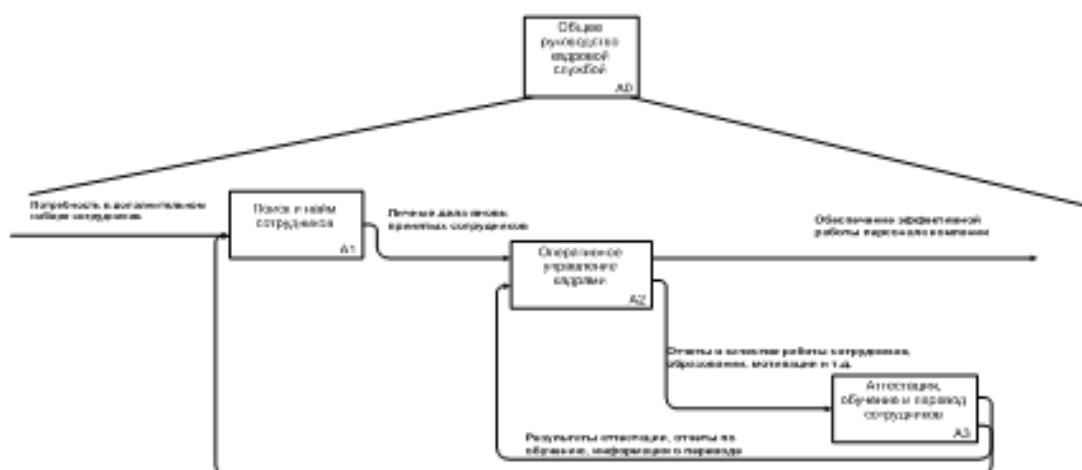 Общее
руководство
кадровой
службой
A0
Потребность в дополнительном
наборе сотрудников
Поиск и найм
сотрудников
A1
Личные дела вновь
принятых сотрудников
Обеспечение эффективной
работы персонала компании
Оперативное
управление
кадрами
A2
Отчеты о качестве работы сотрудников,
образовании, мотивации и т.д.
Аттестация,
обучение и перевод
сотрудников
A3
Результаты аттестации, отчеты по
обучению, информация о переводе